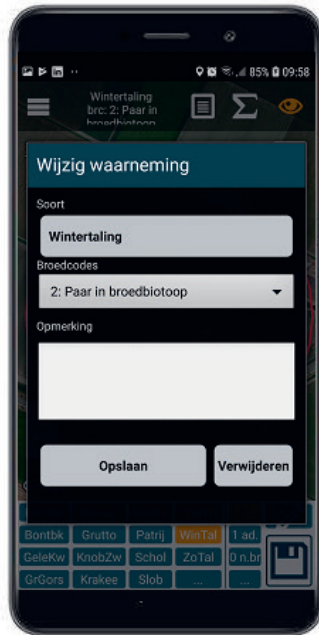 85% 09:58
Wintertaling
brc: 2: Paar in
broedbiotoop
Wijzig waarneming
Soort
Wintertaling
Broedcodes
2: Paar in broedbiotoop
Opmerking
Opslaan Verwijderen
Bontbk Grutto Patrij WinTal 1 ad.
GeleKw KnobZw Schol ZoTal 0 n.br
GrGors Krakee Slob ... ...